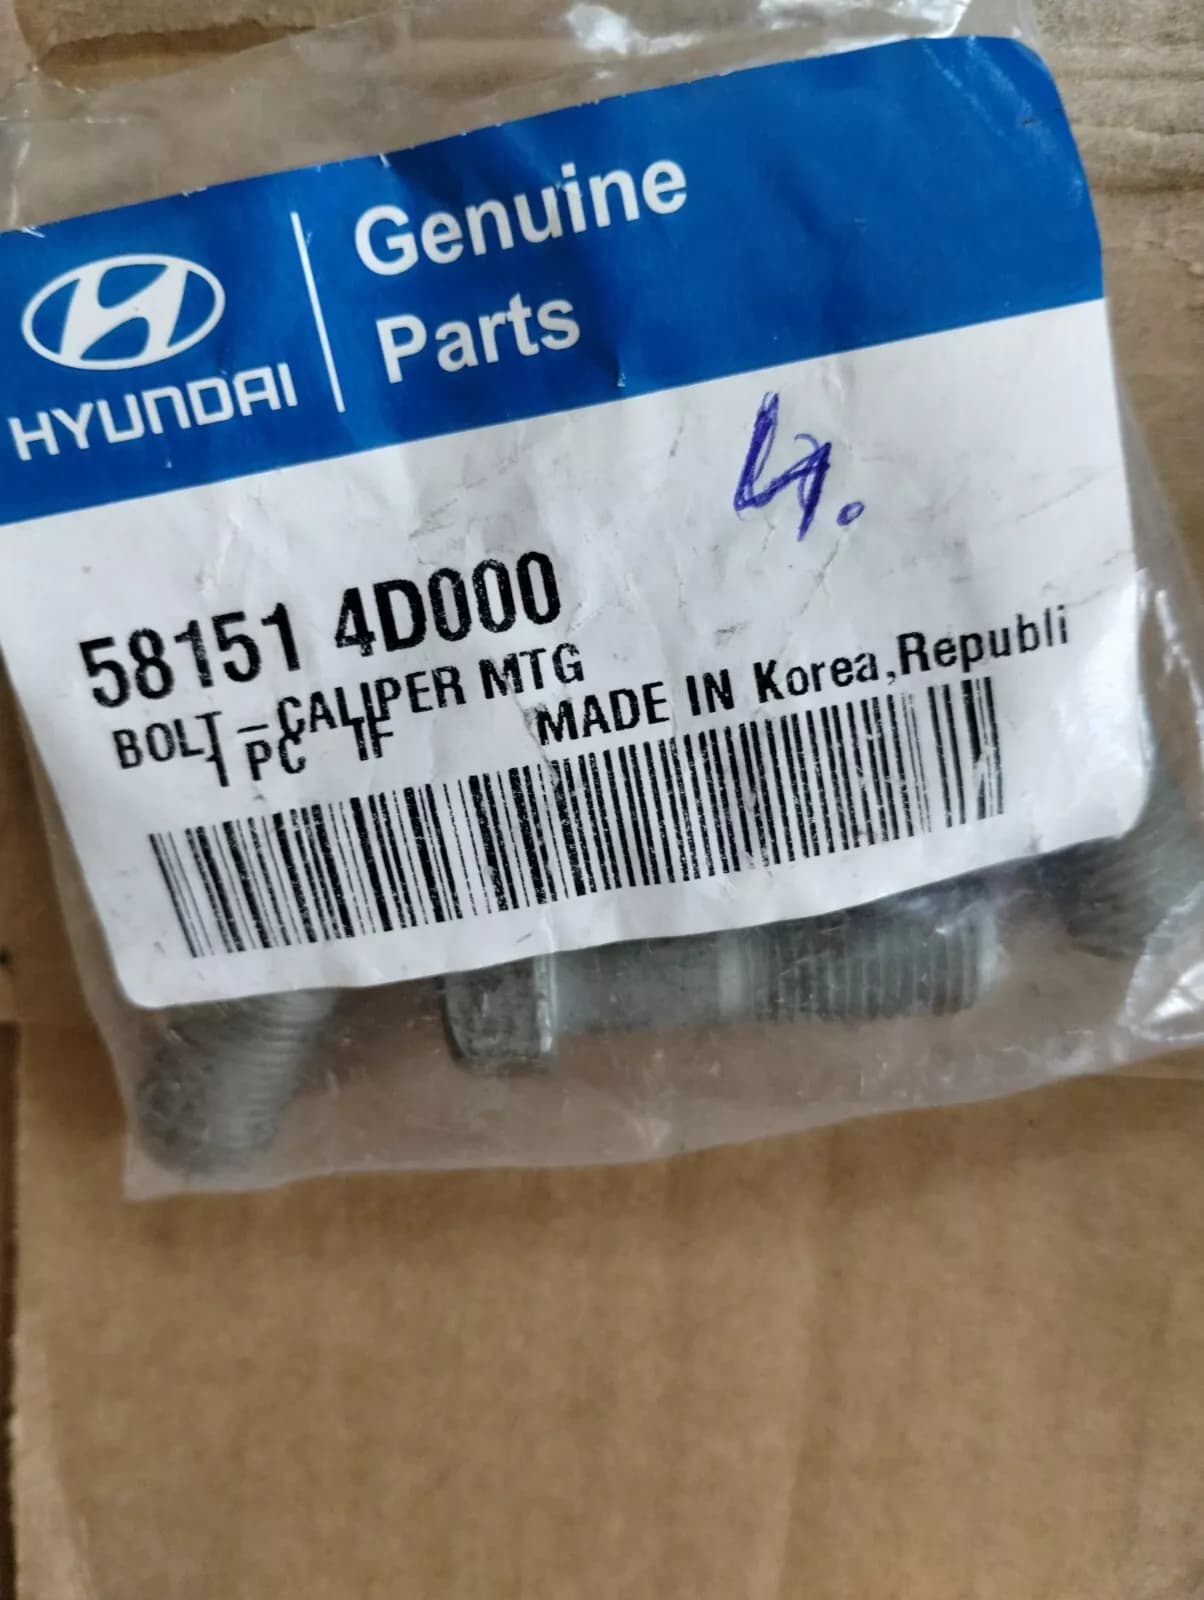 Genuine
Parts
HYUNDAI
4.
58151 4D000
BOLT-CALIPER MTG
1 PC 1F
MADE IN Korea,Republi